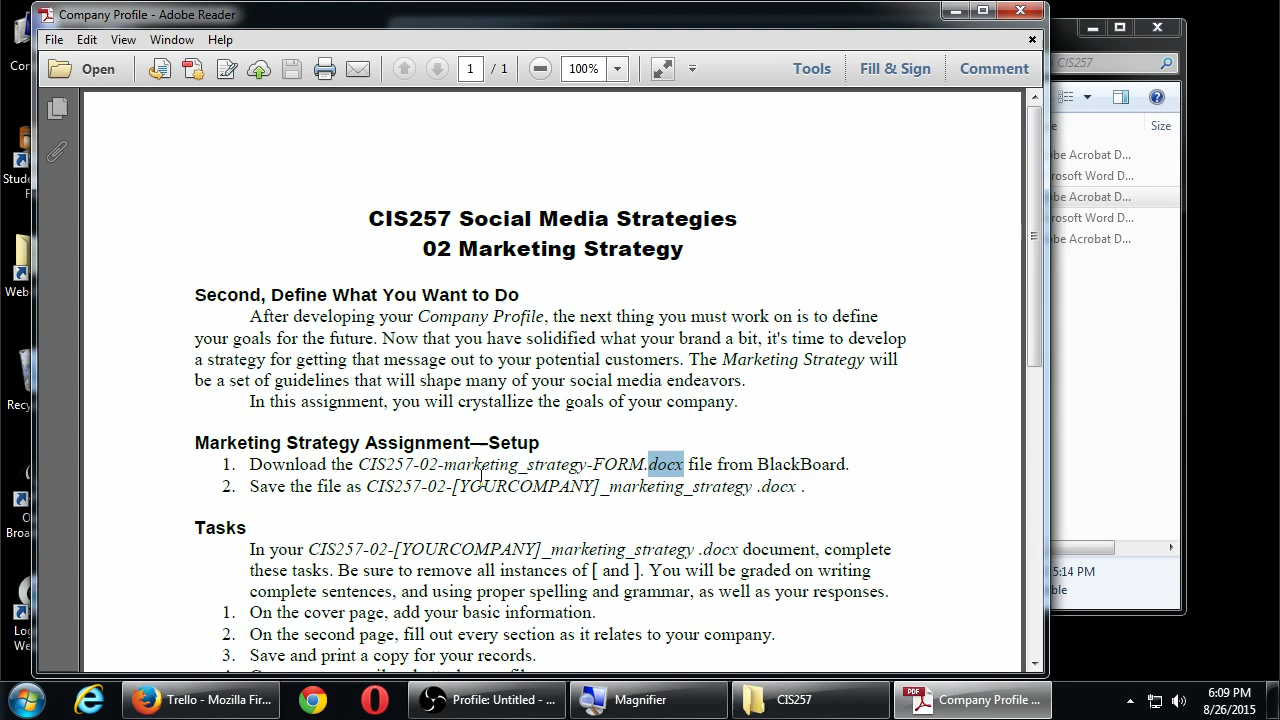 Company Profile - Adobe Reader
File Edit View Window Help
Open
1 / 1
100%
Tools Fill & Sign Comment
CIS257
Size
Adobe Acrobat D...
rosoft Word D...
Adobe Acrobat D...
rosoft Word D...
Adobe Acrobat D...
5:14 PM
CIS257 Social Media Strategies
02 Marketing Strategy
Second, Define What You Want to Do
After developing your Company Profile, the next thing you must work on is to define
your goals for the future. Now that you have solidified what your brand a bit, it's time to develop
a strategy for getting that message out to your potential customers. The Marketing Strategy will
be a set of guidelines that will shape many of your social media endeavors.
In this assignment, you will crystallize the goals of your company.
Marketing Strategy Assignment—Setup
1. Download the CIS257-02-marketing_strategy-FORM.docx file from BlackBoard.
2. Save the file as CIS257-02-[YOURCOMPANY]_marketing_strategy .docx .
Tasks
In your CIS257-02-[YOURCOMPANY]_marketing_strategy .docx document, complete
these tasks. Be sure to remove all instances of [ and ]. You will be graded on writing
complete sentences, and using proper spelling and grammar, as well as your responses.
1. On the cover page, add your basic information.
2. On the second page, fill out every section as it relates to your company.
3. Save and print a copy for your records.
Trello - Mozilla Fir...
Profile: Untitled - ...
Magnifier
CIS257
Company Profile ...
6:09 PM
8/26/2015